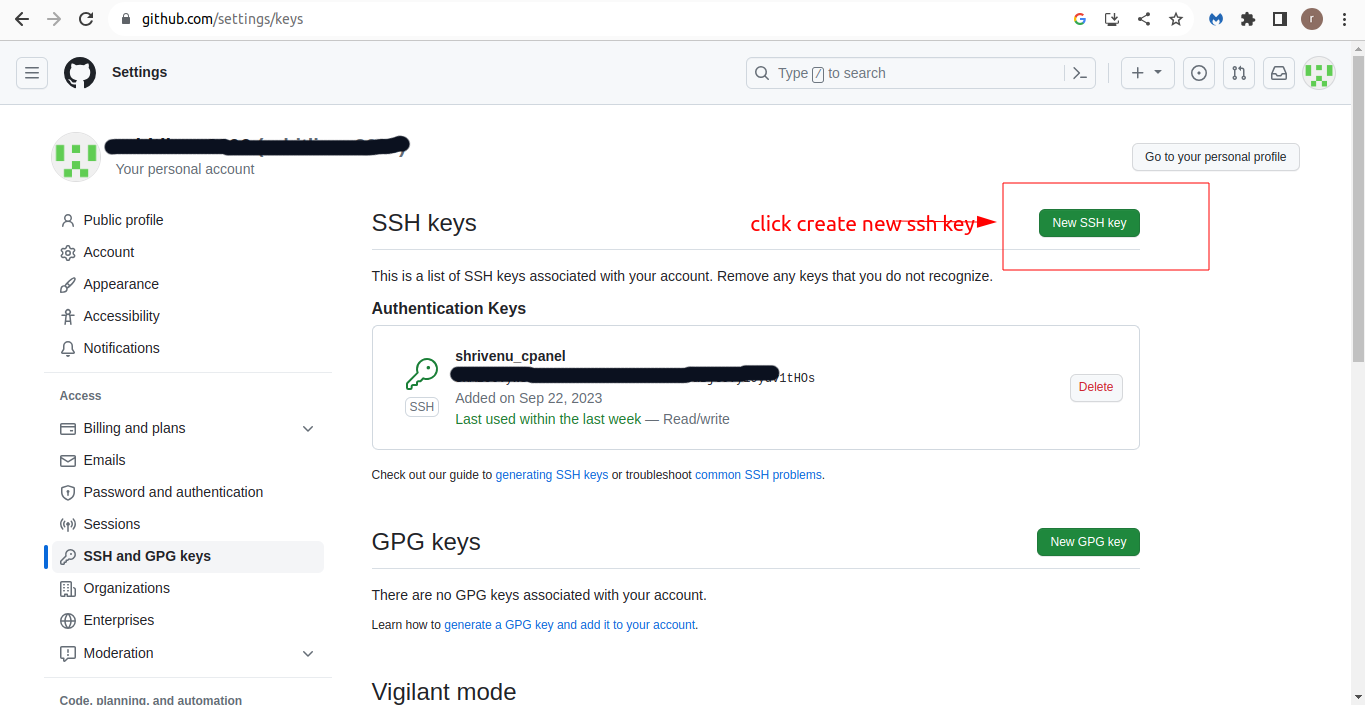 github.com/settings/keys
r
Settings
Type / to search
Your personal account
Go to your personal profile
Public profile
Account
Appearance
Accessibility
Notifications
Access
Billing and plans
Emails
Password and authentication
Sessions
SSH and GPG keys
Organizations
Enterprises
Moderation
Code, planning, and automation
SSH keys
click create new ssh key
New SSH key
This is a list of SSH keys associated with your account. Remove any keys that you do not recognize.
Authentication Keys
shrivenu_cpanel
v1tHOs
SSH
Added on Sep 22, 2023
Last used within the last week — Read/write
Delete
Check out our guide to generating SSH keys or troubleshoot common SSH problems.
GPG keys
New GPG key
There are no GPG keys associated with your account.
Learn how to generate a GPG key and add it to your account.
Vigilant mode